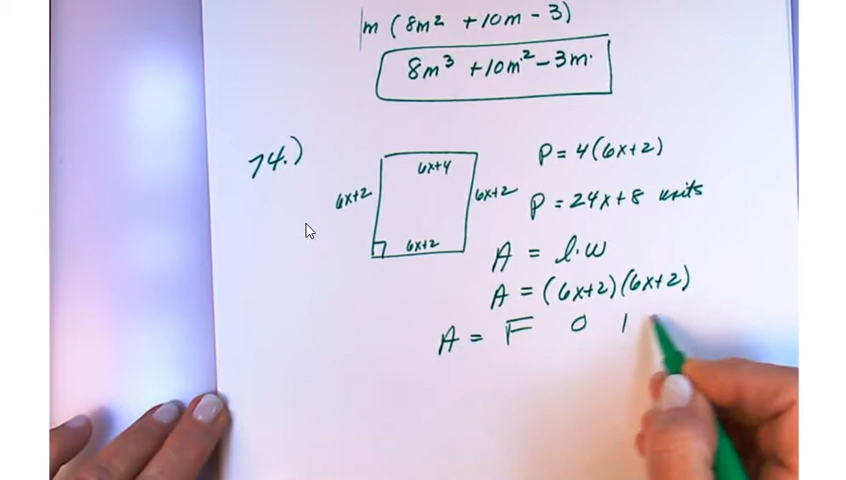 m (8m² + 10m - 3)
8m³ + 10m² - 3m
74.)
6x+4
6x+2
6x+2
6x+2
P = 4(6x+2)
P = 24x+8 units
A = l·w
A = (6x+2)(6x+2)
A = F O I